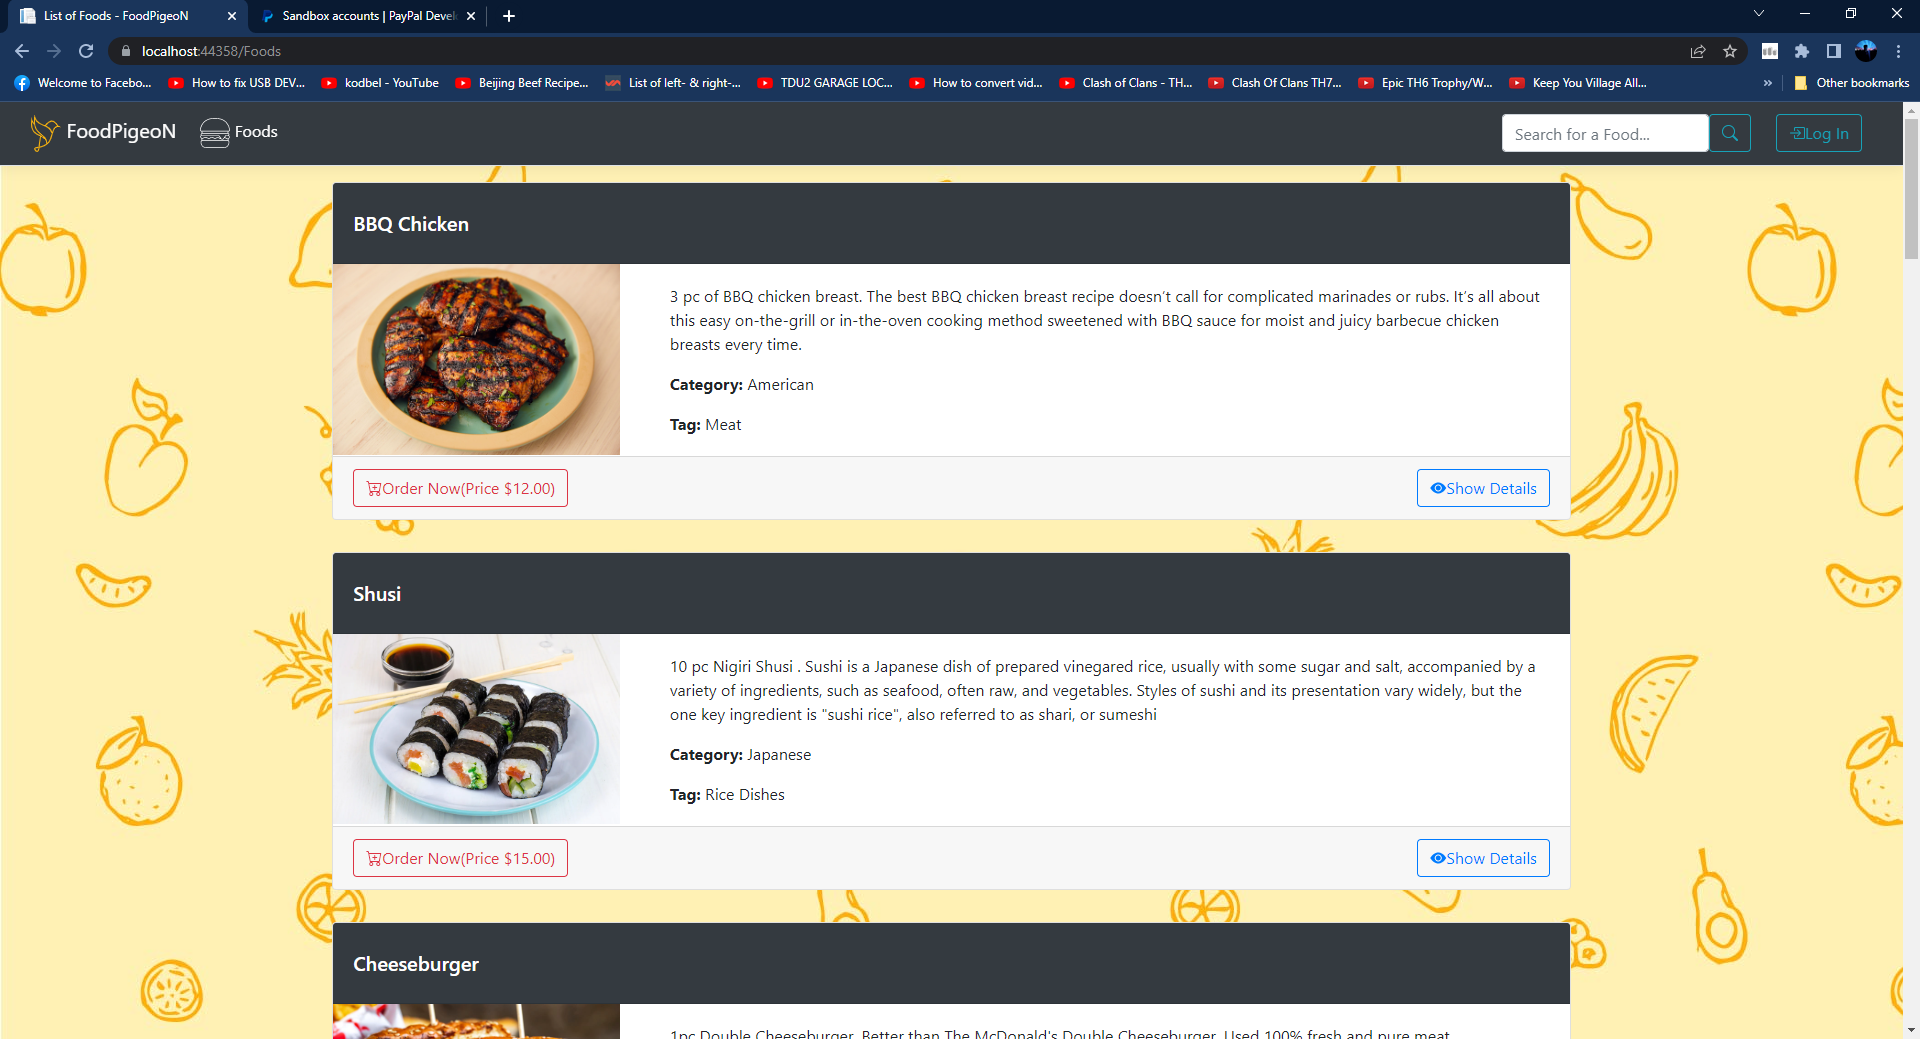 List of Foods - FoodPigeoN
Sandbox accounts | PayPal Devel
localhost:44358/Foods
Welcome to Facebo...
How to fix USB DEV...
kodbel - YouTube
Beijing Beef Recipe...
List of left- & right-...
TDU2 GARAGE LOC...
How to convert vid...
Clash of Clans - TH...
Clash Of Clans TH7...
Epic TH6 Trophy/W...
Keep You Village All...
»
Other bookmarks
FoodPigeoN
Foods
Search for a Food...
Log In
BBQ Chicken
3 pc of BBQ chicken breast. The best BBQ chicken breast recipe doesn’t call for complicated marinades or rubs. It’s all about
this easy on-the-grill or in-the-oven cooking method sweetened with BBQ sauce for moist and juicy barbecue chicken
breasts every time.
Category: American
Tag: Meat
Order Now(Price $12.00)
Show Details
Shusi
10 pc Nigiri Shusi . Sushi is a Japanese dish of prepared vinegared rice, usually with some sugar and salt, accompanied by a
variety of ingredients, such as seafood, often raw, and vegetables. Styles of sushi and its presentation vary widely, but the
one key ingredient is "sushi rice", also referred to as shari, or sumeshi
Category: Japanese
Tag: Rice Dishes
Order Now(Price $15.00)
Show Details
Cheeseburger
1pc Double Cheeseburger. Better than The McDonald's Double Cheeseburger. Used 100% fresh and pure meat